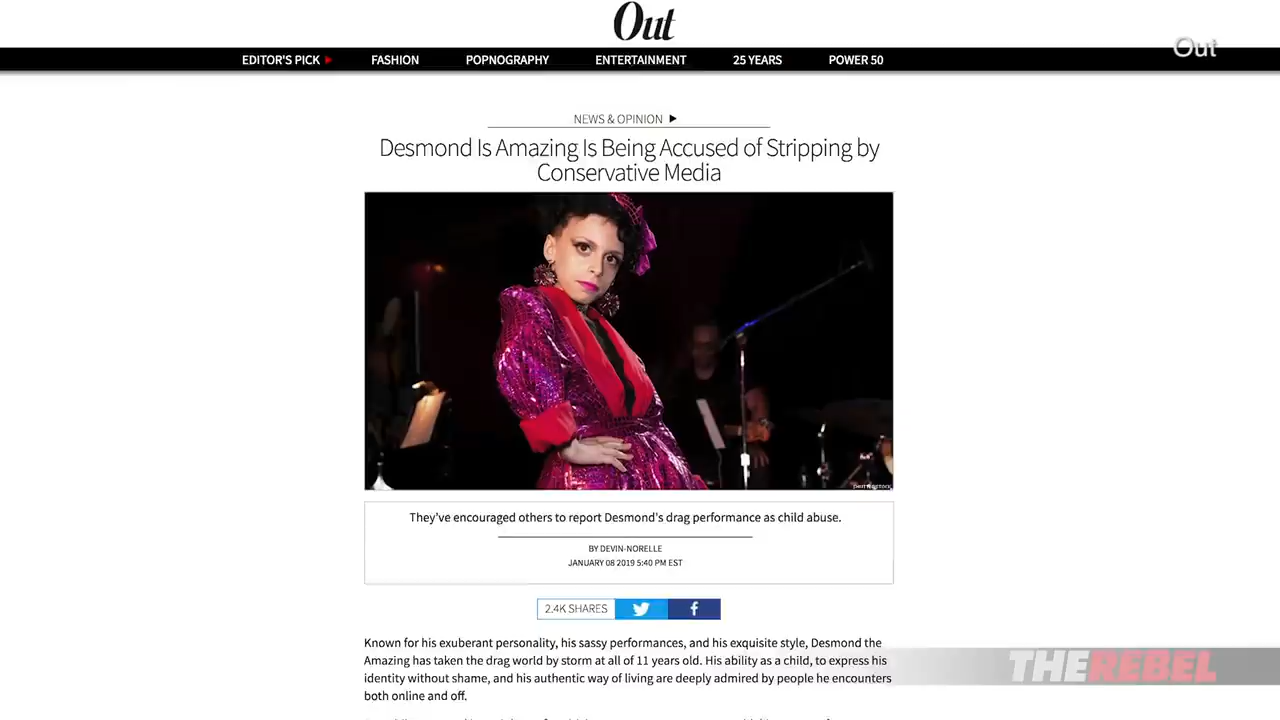 Out
Out
EDITOR'S PICK FASHION POPNOGRAPHY ENTERTAINMENT 25 YEARS POWER 50
NEWS & OPINION
Desmond Is Amazing Is Being Accused of Stripping by
Conservative Media
They've encouraged others to report Desmond's drag performance as child abuse.
BY DEVIN-NORELLE
JANUARY 08 2019 5:40 PM EST
2.4K SHARES
Known for his exuberant personality, his sassy performances, and his exquisite style, Desmond the
Amazing has taken the drag world by storm at all of 11 years old. His ability as a child, to express his
identity without shame, and his authentic way of living are deeply admired by people he encounters
both online and off.
THE REBEL